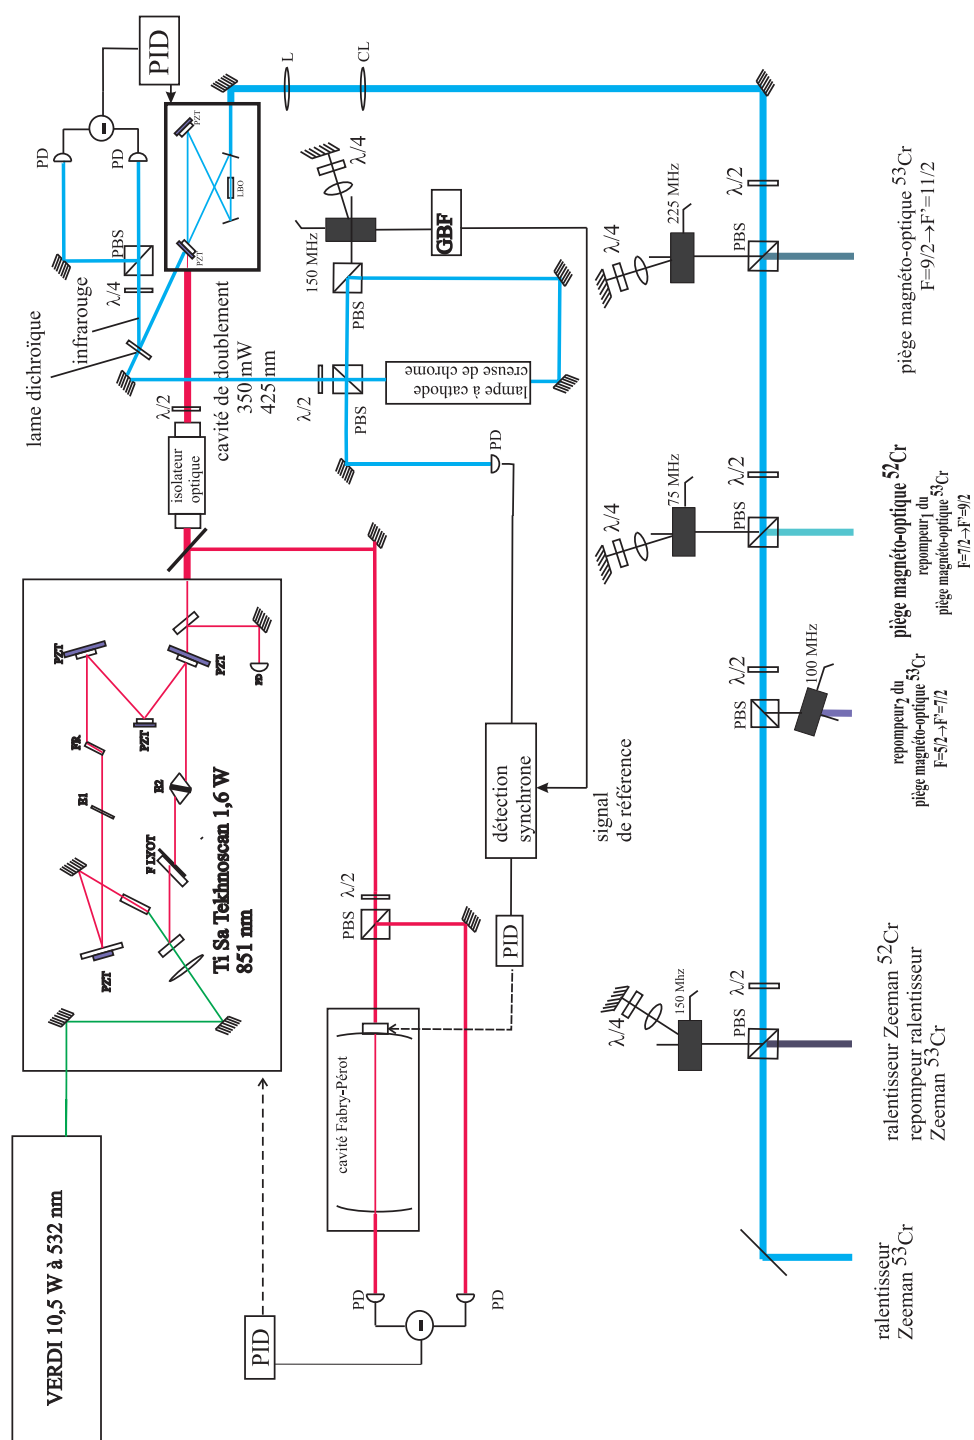 VERDI 10,5 W à 532 nm
PID
PZT
PZT
PZT
PZT
FR
E1
E2
F LYOT
PD
Ti Sa Tekhnoscan 1,6 W
851 nm
isolateur
optique
λ/2
lame dichroïque
infrarouge
λ/4
PBS
PD
PD
-
PID
PZT
PZT
LBO
cavité de doublement
350 mW
425 nm
L
CL
150 MHz
λ/4
GBF
PBS
λ/2
PBS
lampe à cathode
creuse de chrome
PD
détection
synchrone
signal
de référence
PID
λ/2
PBS
cavité Fabry-Pérot
PD
PD
-
λ/4
225 MHz
PBS
λ/2
piège magnéto-optique 53Cr
F=9/2→F'=11/2
λ/4
75 MHz
PBS
λ/2
piège magnéto-optique 52Cr
repompeur1 du
piège magnéto-optique 53Cr
F=7/2→F'=9/2
λ/2
PBS
100 MHz
repompeur2 du
piège magnéto-optique 53Cr
F=5/2→F'=7/2
λ/4
150 Mhz
PBS
λ/2
ralentisseur Zeeman 52Cr
repompeur ralentisseur
Zeeman 53Cr
ralentisseur
Zeeman 53Cr